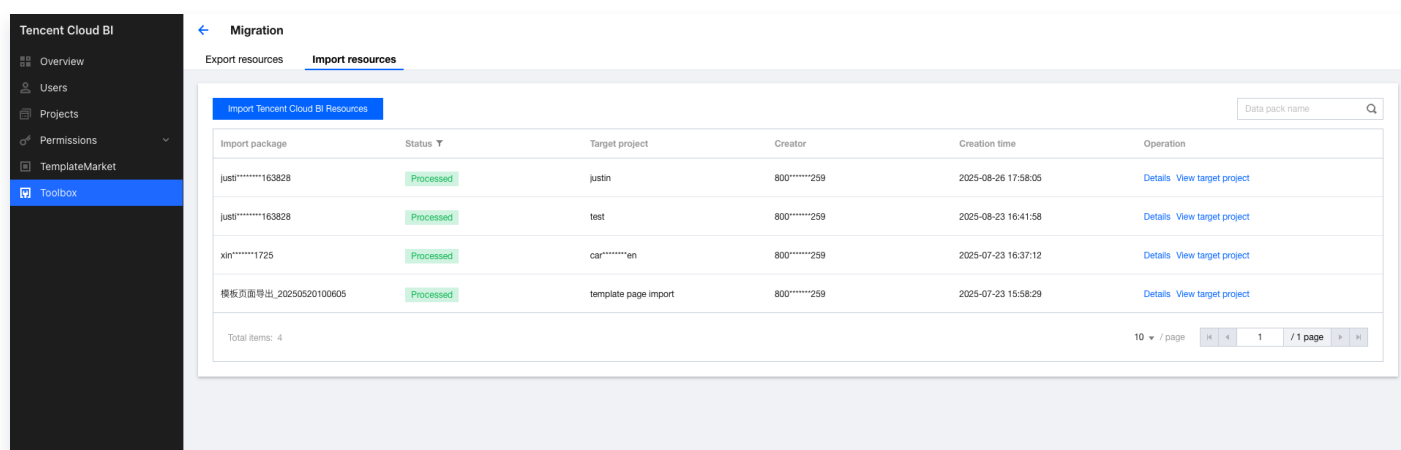 Tencent Cloud BI
Overview
Users
Projects
Permissions
TemplateMarket
Toolbox
Migration
Export resources Import resources
Import Tencent Cloud BI Resources Data pack name
Import package Status Target project Creator Creation time Operation
justi********163828 Processed justin 800*******259 2025-08-26 17:58:05 Details View target project
justi********163828 Processed test 800*******259 2025-08-23 16:41:58 Details View target project
xin*******1725 Processed car********en 800*******259 2025-07-23 16:37:12 Details View target project
模板页面导出_20250520100605 Processed template page import 800*******259 2025-07-23 15:58:29 Details View target project
Total items: 4 10 / page 1 / 1 page